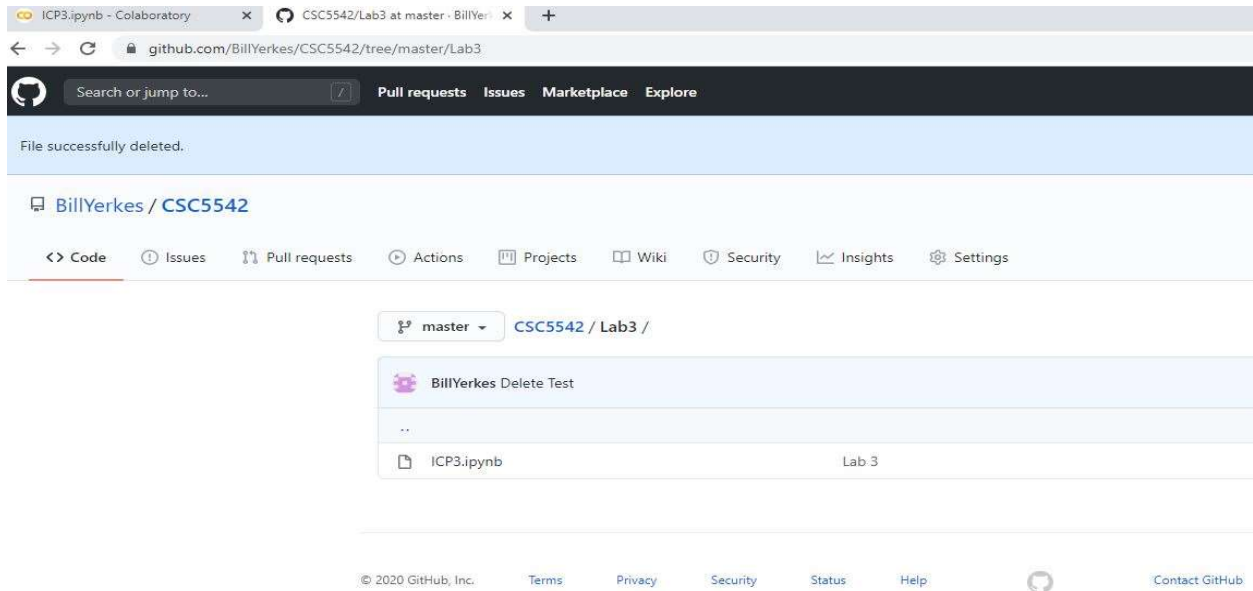 ICP3.ipynb - Colaboratory CSC5542/Lab3 at master · BillYer
github.com/BillYerkes/CSC5542/tree/master/Lab3
Search or jump to... / Pull requests Issues Marketplace Explore
File successfully deleted.
BillYerkes / CSC5542
<> Code Issues Pull requests Actions Projects Wiki Security Insights Settings
master CSC5542 / Lab3 /
BillYerkes Delete Test
..
ICP3.ipynb Lab 3
© 2020 GitHub, Inc. Terms Privacy Security Status Help Contact GitHub